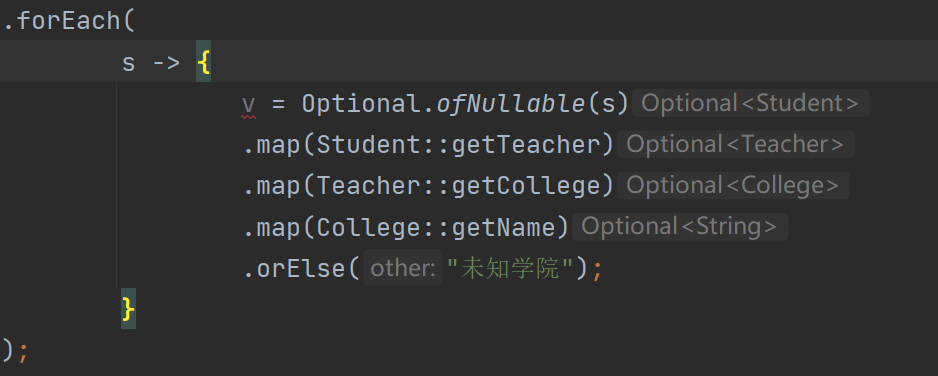 .forEach(
s -> {
v = Optional.ofNullable(s) Optional<Student>
.map(Student::getTeacher) Optional<Teacher>
.map(Teacher::getCollege) Optional<College>
.map(College::getName) Optional<String>
.orElse( other: "未知学院");
}
);